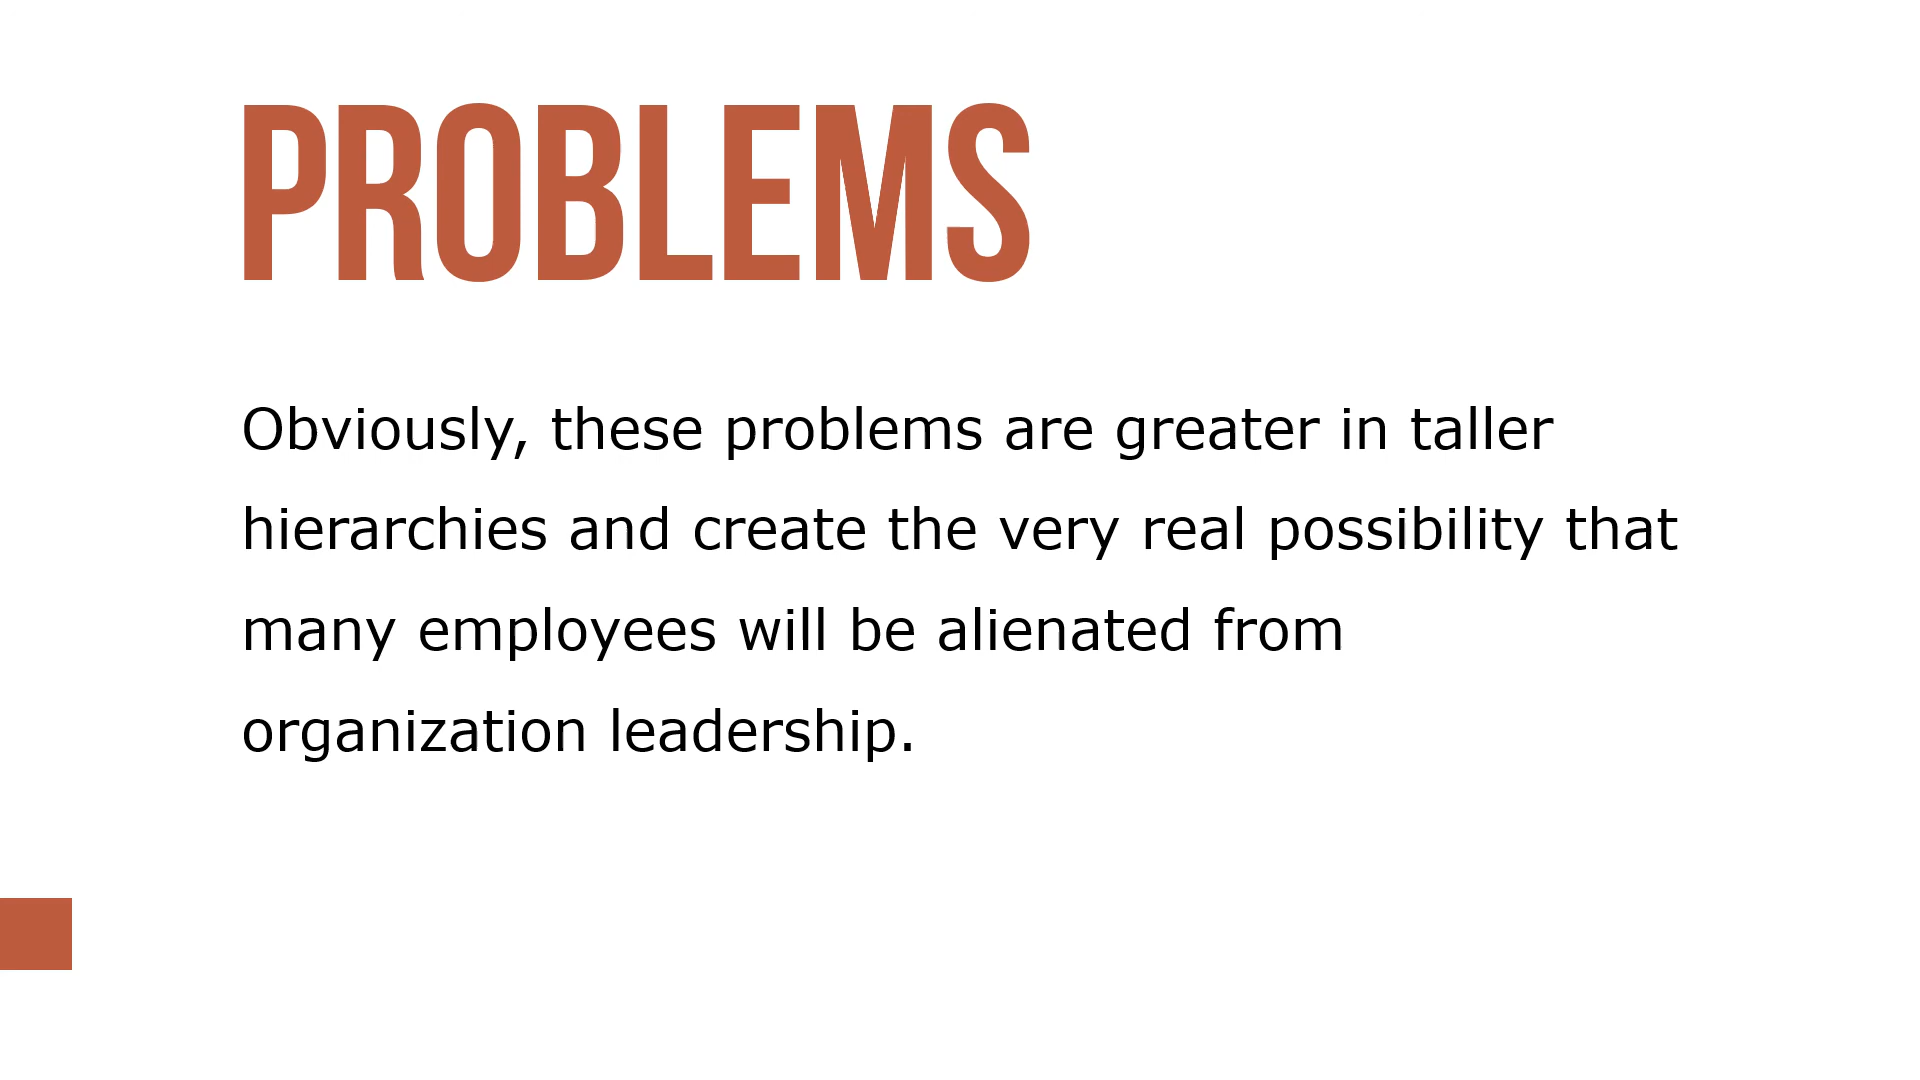 PROBLEMS
Obviously, these problems are greater in taller
hierarchies and create the very real possibility that
many employees will be alienated from
organization leadership.